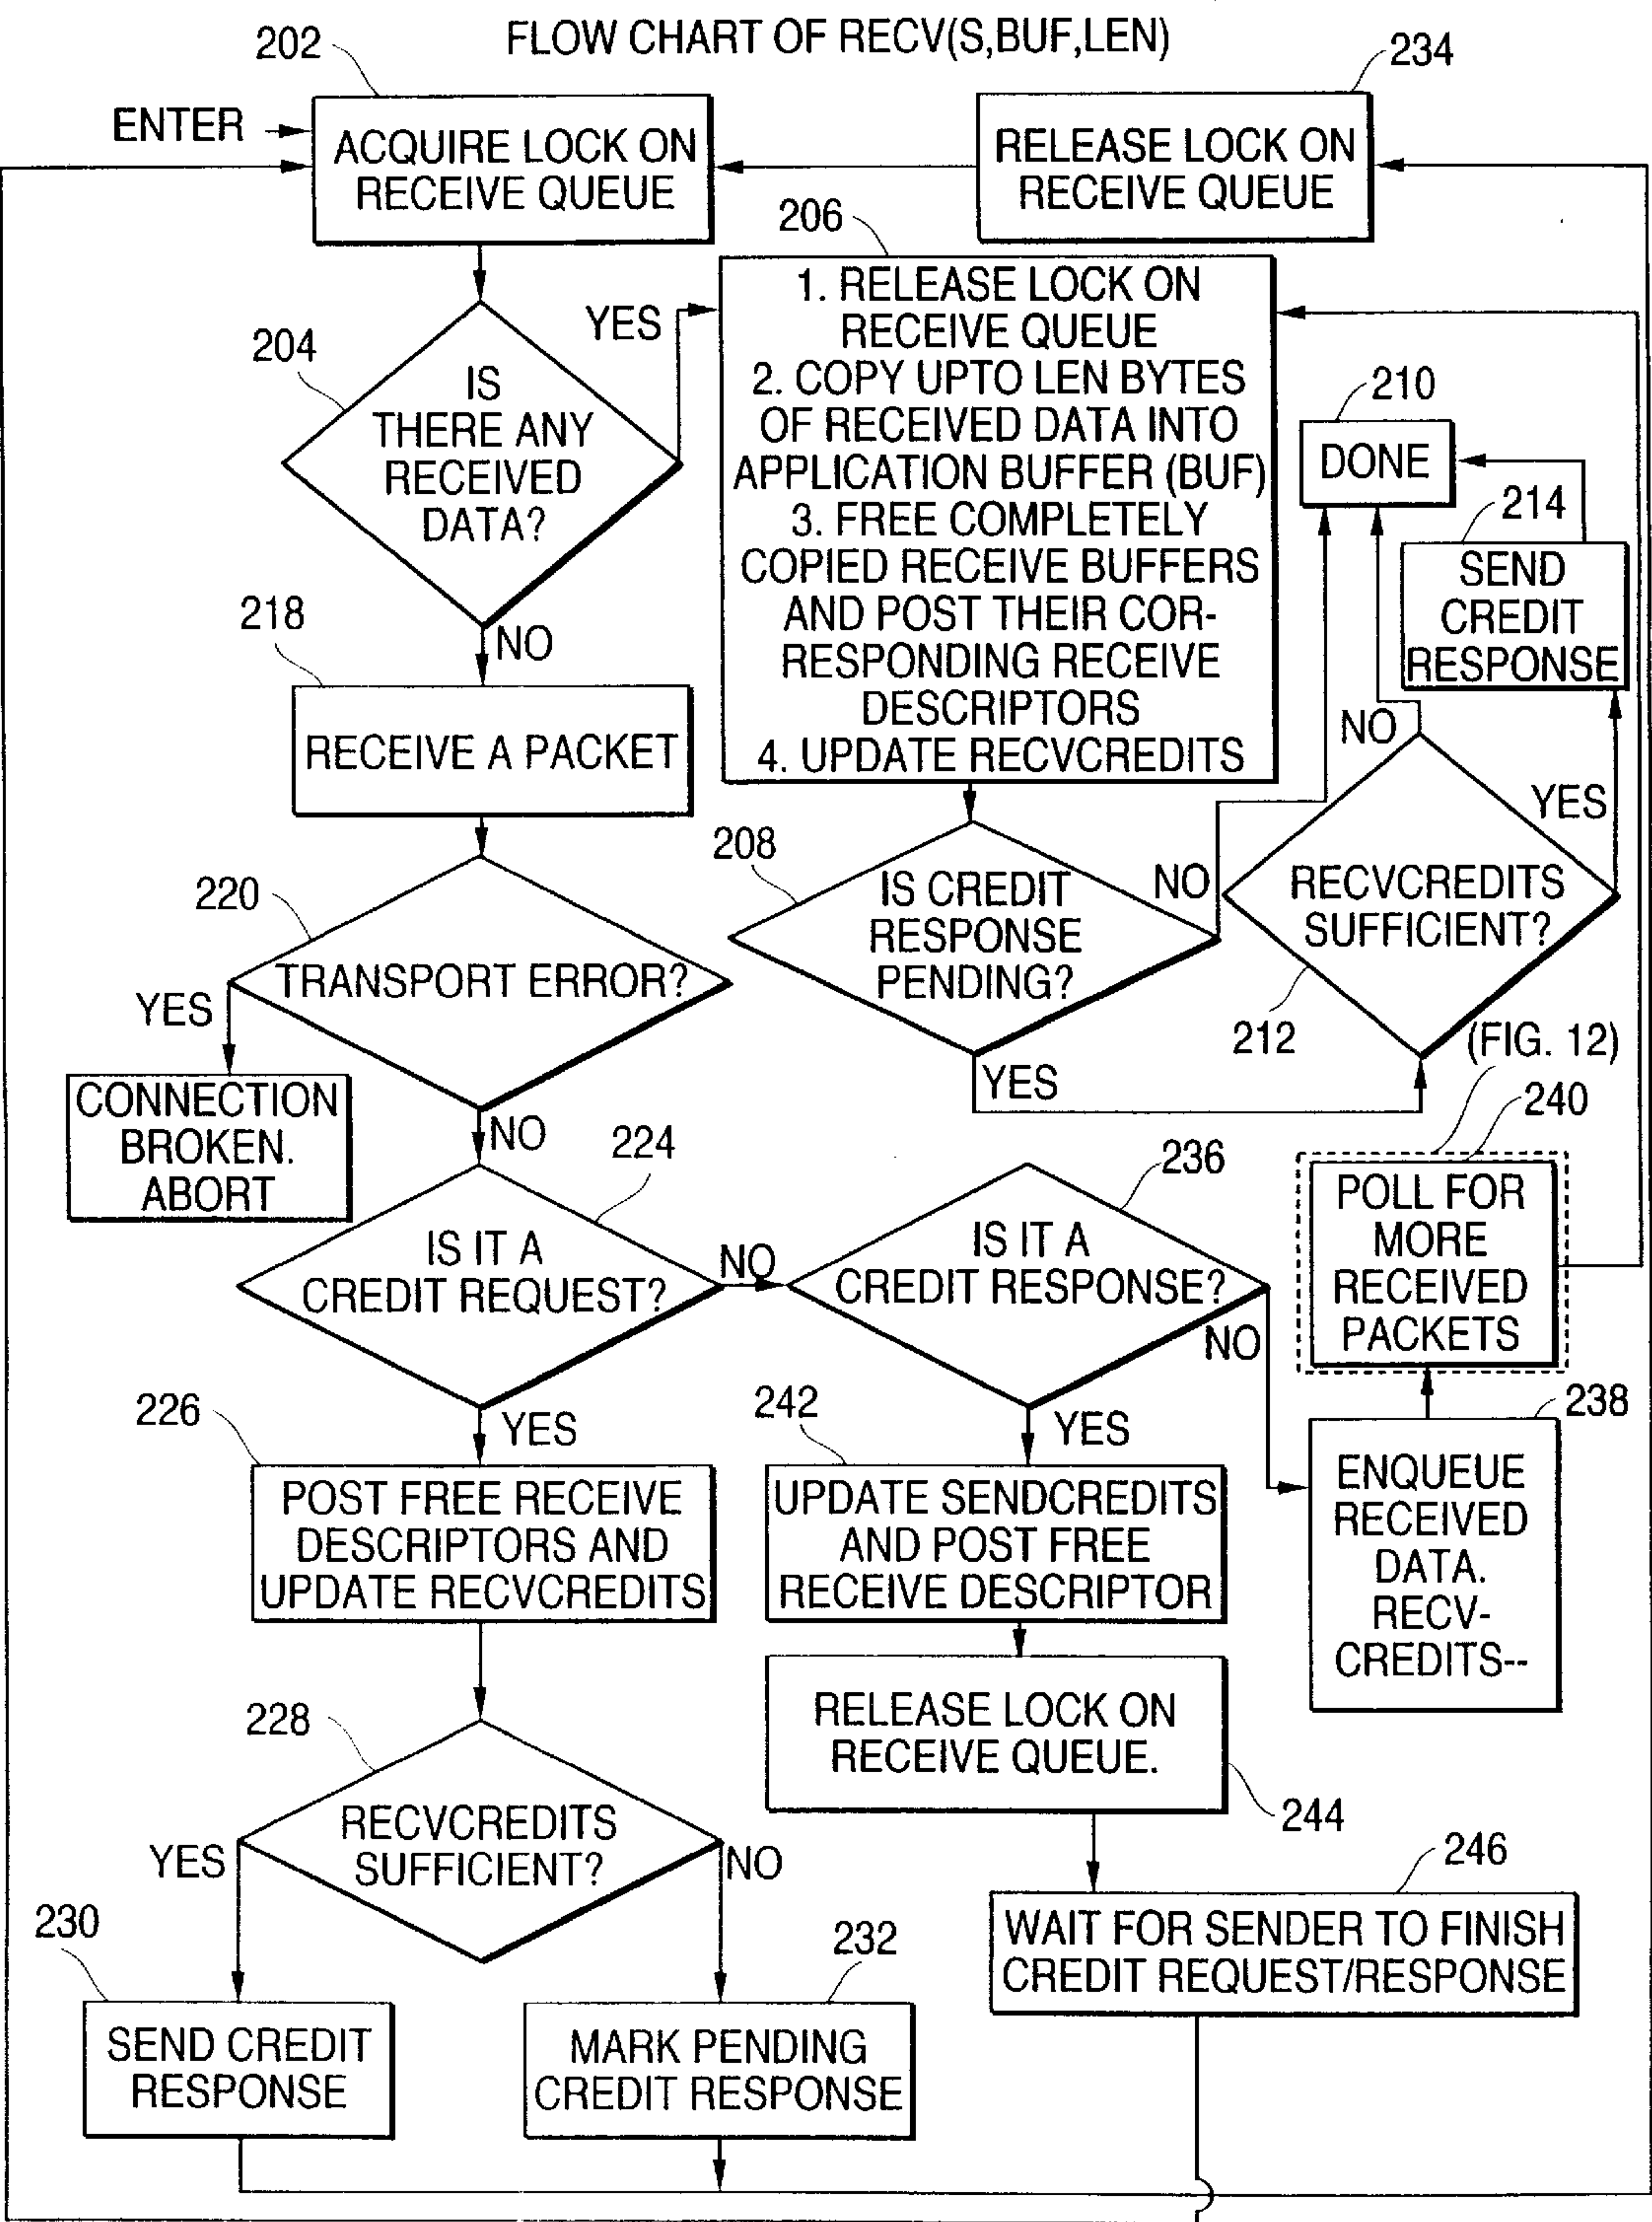 FLOW CHART OF RECV(S,BUF,LEN)
202
234
ENTER
ACQUIRE LOCK ON
RECEIVE QUEUE
RELEASE LOCK ON
RECEIVE QUEUE
206
1. RELEASE LOCK ON
RECEIVE QUEUE
2. COPY UPTO LEN BYTES
OF RECEIVED DATA INTO
APPLICATION BUFFER (BUF)
3. FREE COMPLETELY
COPIED RECEIVE BUFFERS
AND POST THEIR COR-
RESPONDING RECEIVE
DESCRIPTORS
4. UPDATE RECVCREDITS
204
YES
IS
THERE ANY
RECEIVED
DATA?
NO
210
DONE
214
SEND
CREDIT
RESPONSE
218
RECEIVE A PACKET
208
IS CREDIT
RESPONSE
PENDING?
NO
YES
NO
YES
RECVCREDITS
SUFFICIENT?
212
220
TRANSPORT ERROR?
YES
CONNECTION
BROKEN.
ABORT
NO
(FIG. 12)
240
POLL FOR
MORE
RECEIVED
PACKETS
224
IS IT A
CREDIT REQUEST?
NO
YES
236
IS IT A
CREDIT RESPONSE?
NO
YES
238
ENQUEUE
RECEIVED
DATA.
RECV-
CREDITS--
226
POST FREE RECEIVE
DESCRIPTORS AND
UPDATE RECVCREDITS
242
UPDATE SENDCREDITS
AND POST FREE
RECEIVE DESCRIPTOR
RELEASE LOCK ON
RECEIVE QUEUE.
244
228
RECVCREDITS
SUFFICIENT?
YES
NO
246
WAIT FOR SENDER TO FINISH
CREDIT REQUEST/RESPONSE
230
SEND CREDIT
RESPONSE
232
MARK PENDING
CREDIT RESPONSE